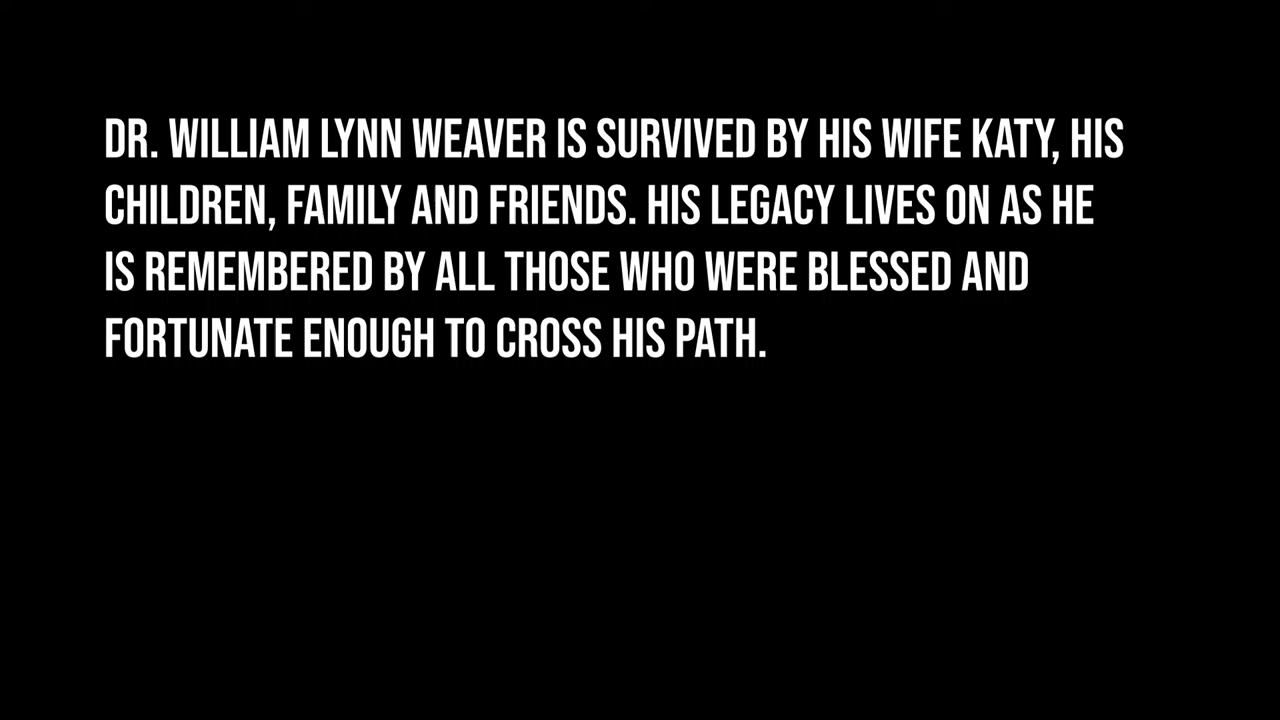 DR. WILLIAM LYNN WEAVER IS SURVIVED BY HIS WIFE KATY, HIS
CHILDREN, FAMILY AND FRIENDS. HIS LEGACY LIVES ON AS HE
IS REMEMBERED BY ALL THOSE WHO WERE BLESSED AND
FORTUNATE ENOUGH TO CROSS HIS PATH.